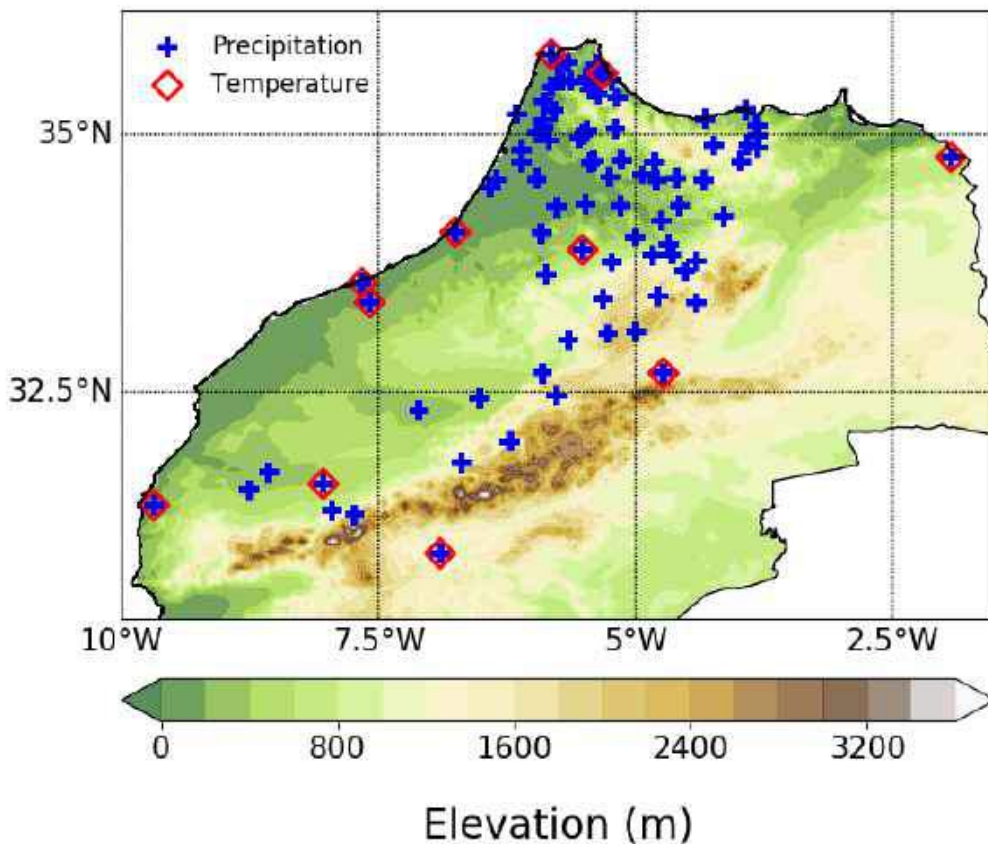 Precipitation
Temperature
35°N
32.5°N
10°W 7.5°W 5°W 2.5°W
0 800 1600 2400 3200
Elevation (m)